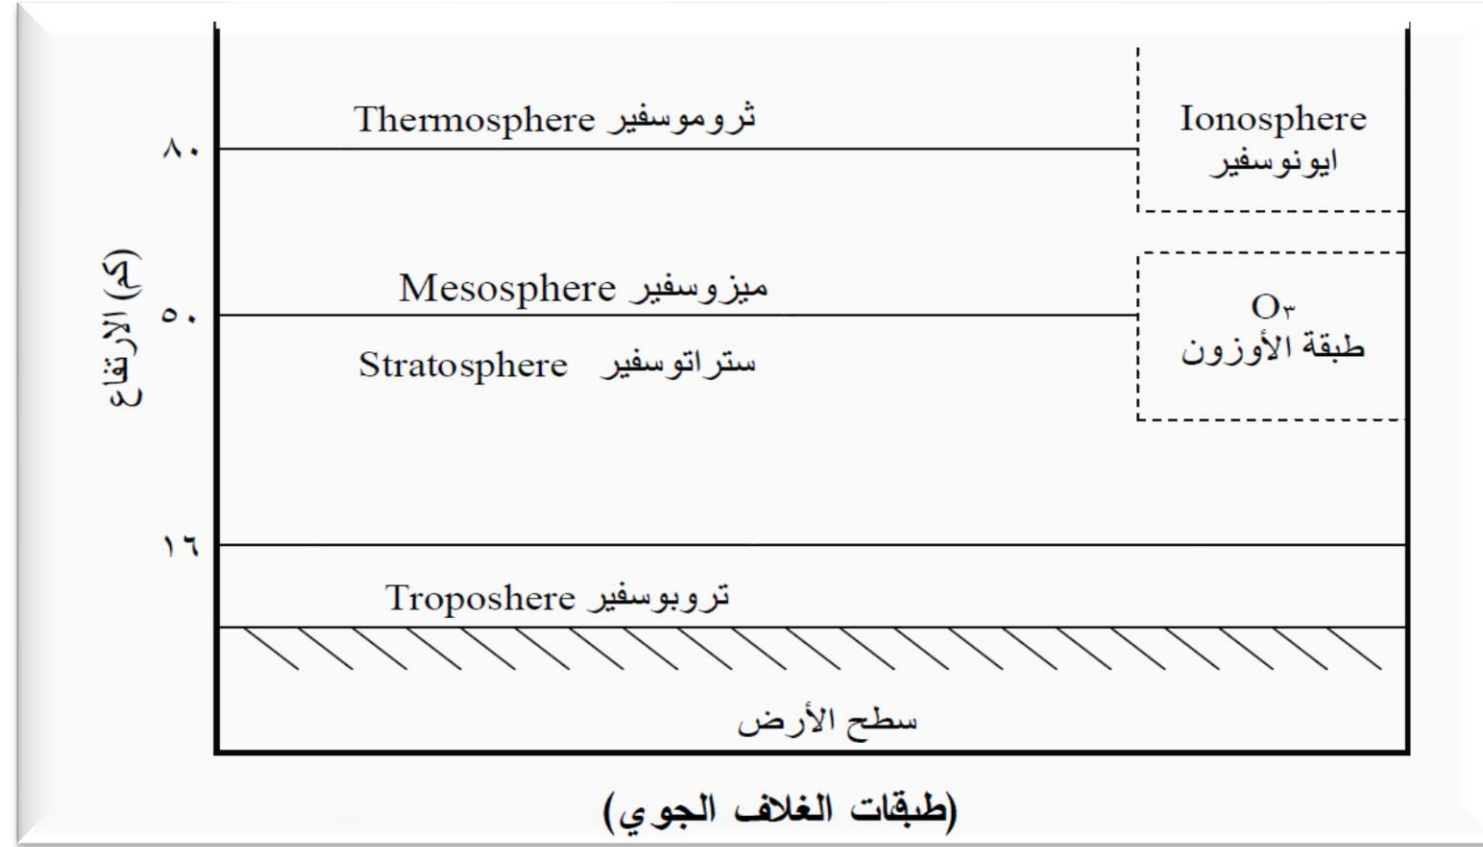 Thermosphere ثروموسفير
Ionosphere
ايونوسفير
٨٠
Mesosphere ميزوسفير
٥٠
O٣
طبقة الأوزون
Stratosphere ستراتوسفير
الارتفاع (كم)
١٦
Troposhere تروبوسفير
سطح الأرض
(طبقات الغلاف الجوي)